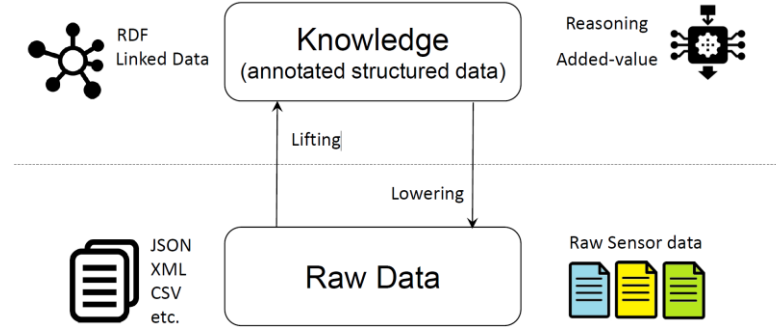 RDF
Linked Data
Knowledge
(annotated structured data)
Reasoning
Added-value
Lifting
Lowering
JSON
XML
CSV
etc.
Raw Data
Raw Sensor data